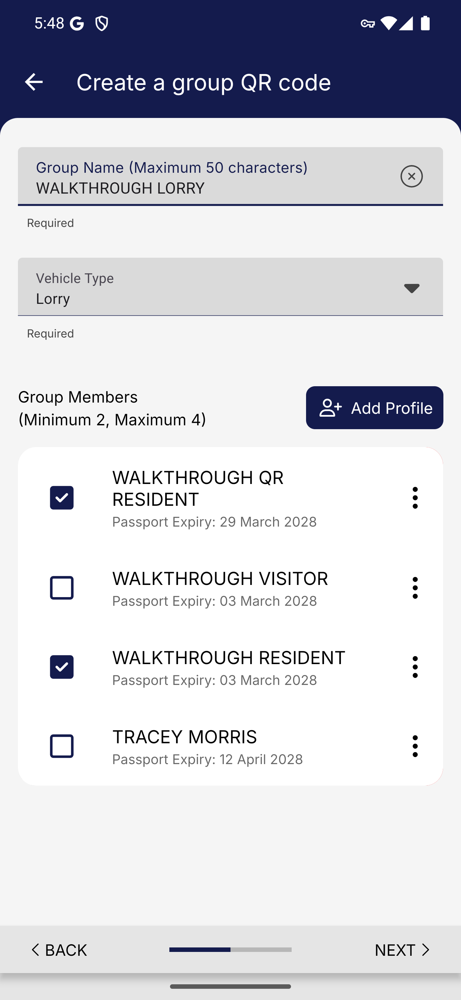 5:48
Create a group QR code
Group Name (Maximum 50 characters)
WALKTHROUGH LORRY
Required
Vehicle Type
Lorry
Required
Group Members
(Minimum 2, Maximum 4)
Add Profile
WALKTHROUGH QR
RESIDENT
Passport Expiry: 29 March 2028
WALKTHROUGH VISITOR
Passport Expiry: 03 March 2028
WALKTHROUGH RESIDENT
Passport Expiry: 03 March 2028
TRACEY MORRIS
Passport Expiry: 12 April 2028
BACK
NEXT